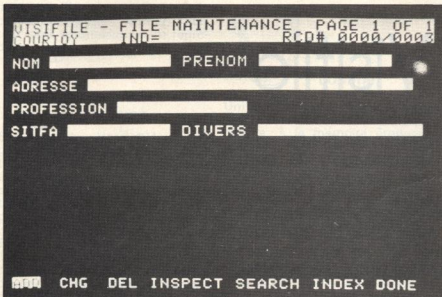 VISIFILE - FILE MAINTENANCE PAGE 1 OF 1
COURTOY IND= RCD# 0000/0003
NOM PRENOM
ADRESSE
PROFESSION
SITFA DIVERS
ADD CHG DEL INSPECT SEARCH INDEX DONE